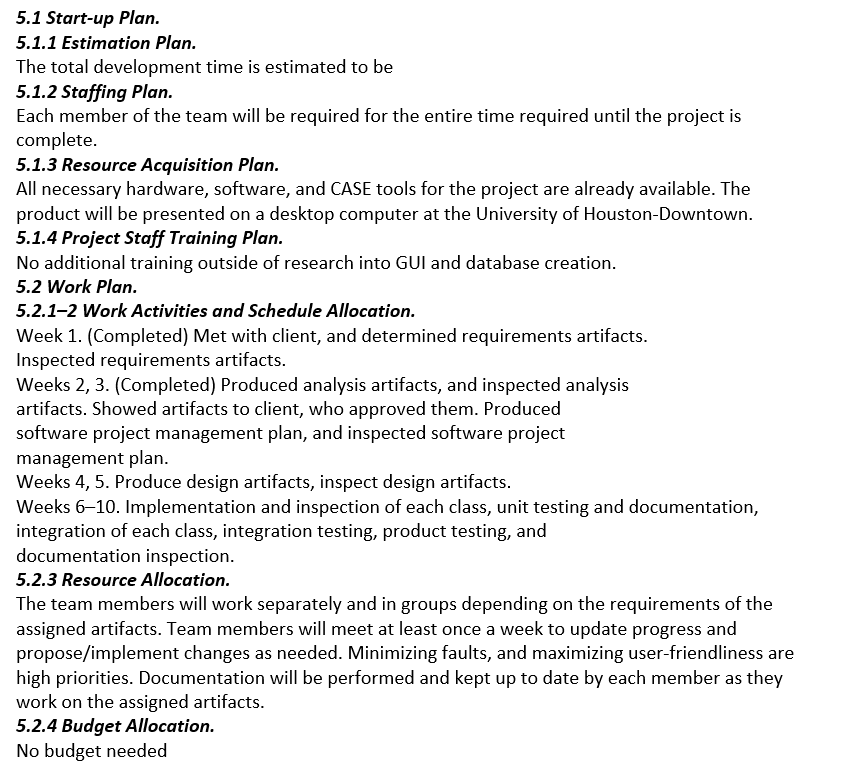 5.1 Start-up Plan.
5.1.1 Estimation Plan.
The total development time is estimated to be
5.1.2 Staffing Plan.
Each member of the team will be required for the entire time required until the project is
complete.
5.1.3 Resource Acquisition Plan.
All necessary hardware, software, and CASE tools for the project are already available. The
product will be presented on a desktop computer at the University of Houston-Downtown.
5.1.4 Project Staff Training Plan.
No additional training outside of research into GUI and database creation.
5.2 Work Plan.
5.2.1–2 Work Activities and Schedule Allocation.
Week 1. (Completed) Met with client, and determined requirements artifacts.
Inspected requirements artifacts.
Weeks 2, 3. (Completed) Produced analysis artifacts, and inspected analysis
artifacts. Showed artifacts to client, who approved them. Produced
software project management plan, and inspected software project
management plan.
Weeks 4, 5. Produce design artifacts, inspect design artifacts.
Weeks 6–10. Implementation and inspection of each class, unit testing and documentation,
integration of each class, integration testing, product testing, and
documentation inspection.
5.2.3 Resource Allocation.
The team members will work separately and in groups depending on the requirements of the
assigned artifacts. Team members will meet at least once a week to update progress and
propose/implement changes as needed. Minimizing faults, and maximizing user-friendliness are
high priorities. Documentation will be performed and kept up to date by each member as they
work on the assigned artifacts.
5.2.4 Budget Allocation.
No budget needed